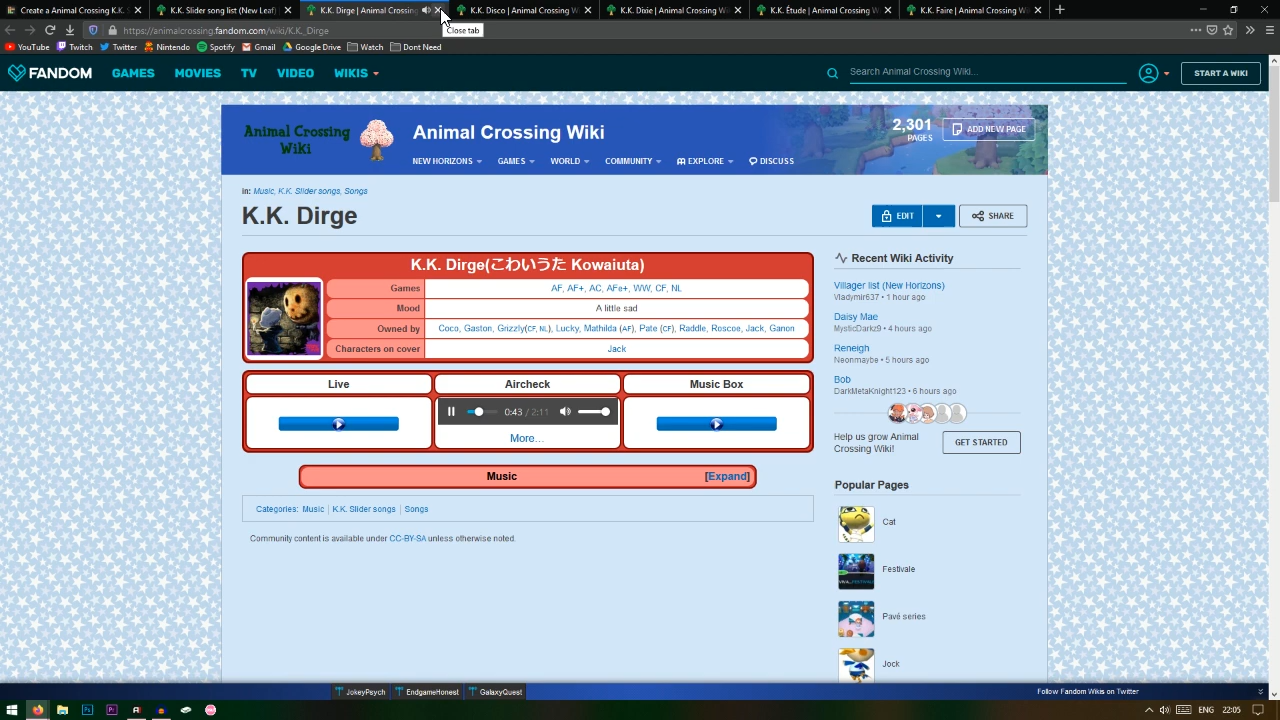 Create a Animal Crossing K.K. S
K.K. Slider song list (New Leaf)
K.K. Dirge | Animal Crossing
K.K. Disco | Animal Crossing W
K.K. Dixie | Animal Crossing Wi
K.K. Étude | Animal Crossing W
K.K. Faire | Animal Crossing Wik
Close tab
https://animalcrossing.fandom.com/wiki/K.K._Dirge
YouTube Twitch Twitter Nintendo Spotify Gmail Google Drive Watch Dont Need
FANDOM GAMES MOVIES TV VIDEO WIKIS
Search Animal Crossing Wiki...
START A WIKI
Animal Crossing
Wiki
Animal Crossing Wiki
2,301
PAGES
ADD NEW PAGE
NEW HORIZONS GAMES WORLD COMMUNITY EXPLORE DISCUSS
in: Music, K.K. Slider songs, Songs
K.K. Dirge
EDIT
SHARE
K.K. Dirge(こわいうた Kowaiuta)
Games AF, AF+, AC, AFe+, WW, CF, NL
Mood A little sad
Owned by Coco, Gaston, Grizzly(CF, NL), Lucky, Mathilda (AF), Pate (CF), Raddle, Roscoe, Jack, Ganon
Characters on cover Jack
Live Aircheck Music Box
0:43 / 2:11
More...
Music [Expand]
Categories: Music K.K. Slider songs Songs
Community content is available under CC-BY-SA unless otherwise noted.
Recent Wiki Activity
Villager list (New Horizons)
Vladymir637 • 1 hour ago
Daisy Mae
MysticDarkz9 • 4 hours ago
Reneigh
Neonmaybe • 5 hours ago
Bob
DarkMetaKnight123 • 6 hours ago
Help us grow Animal
Crossing Wiki!
GET STARTED
Popular Pages
Cat
Festivale
Pavé series
Jock
JokeyPsych EndgameHonest GalaxyQuest
Follow Fandom Wikis on Twitter
ENG 22:05